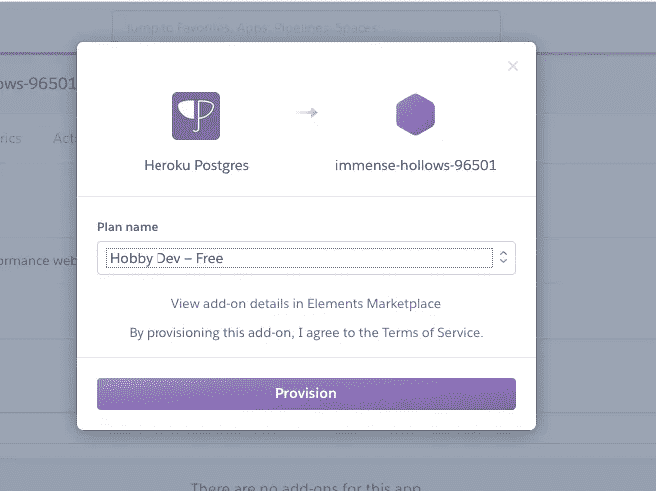 Jump to Favorites, Apps, Pipelines, Spaces...
ows-96501
rics Act
Heroku Postgres
immense-hollows-96501
Plan name
Hobby Dev – Free
ormance web
View add-on details in Elements Marketplace
By provisioning this add-on, I agree to the Terms of Service.
Provision
There are no add-ons for this app